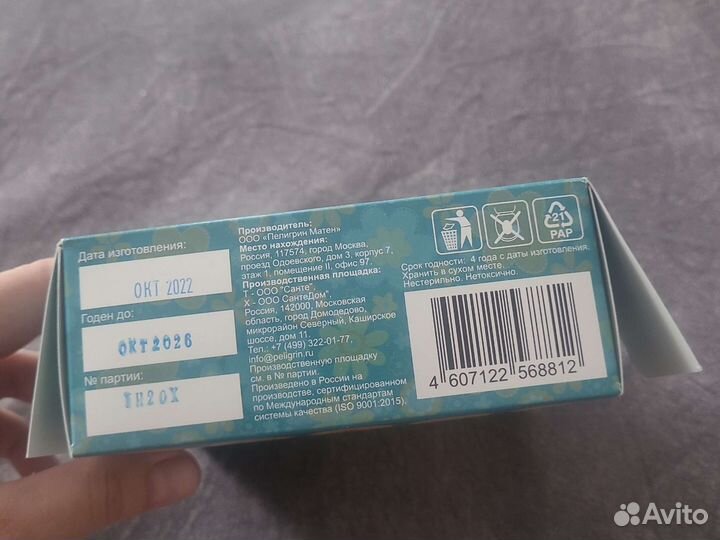 Дата изготовления:
ОКТ 2022
Годен до:
ОКТ2026
№ партии:
Производитель:
ООО «Пелигрин Матен»
Место нахождения:
Россия, 117574, город Москва,
проезд Одоевского, дом 3, корпус 7,
этаж 1, помещение II, офис 97.
Производственная площадка:
Т - ООО "Санте",
Х - ООО СантеДом",
Россия, 142000, Московская
область, город Домодедово,
микрорайон Северный, Каширское
шоссе, дом 11
Тел.: +7 (499) 322-01-77.
info@peligrin.ru
Производственную площадку
см. в № партии.
Произведено в России на
производстве, сертифицированном
по Международным стандартам
системы качества (ISO 9001:2015).
21
PAP
Срок годности: 4 года с даты изготовления.
Хранить в сухом месте.
Нестерильно. Нетоксично.
4 607122 568812
Avito